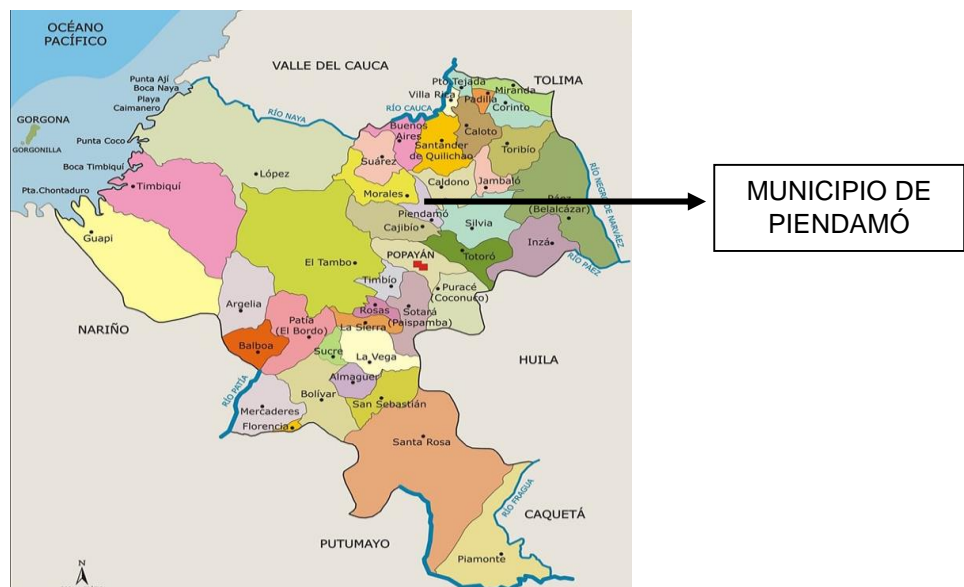 OCÉANO
PACÍFICO
VALLE DEL CAUCA
TOLIMA
Punta Ají
Boca Naya
Playa
Caimanero
GORGONA
GORGONILLA
Punta Coco
Boca Timbiquí
Pta.Chontaduro
RÍO NAYA
RÍO CAUCA
Pto Tejada
Villa Rica
Miranda
Padilla
Corinto
Buenos
Aires
Santander
de Quilichao
Caloto
Toribío
Suárez
López
Timbiquí
Morales
Caldono
Jambaló
Páez
(Belalcázar)
RÍO NEGRO DE NARVÁEZ
MUNICIPIO DE
PIENDAMÓ
Piendamó
Cajibío
Silvia
Inzá
RÍO PÁEZ
Guapi
El Tambo
POPAYÁN
Totoró
Timbío
Puracé
(Coconuco)
Argelia
Rosas
Sotará
(Paispamba)
NARIÑO
Patía
(El Bordo)
La Sierra
Balboa
Sucre
La Vega
HUILA
Almaguer
RÍO PATÍA
Bolívar
San Sebastián
Mercaderes
Florencia
Santa Rosa
RÍO FRAGUA
CAQUETÁ
PUTUMAYO
Piamonte
N